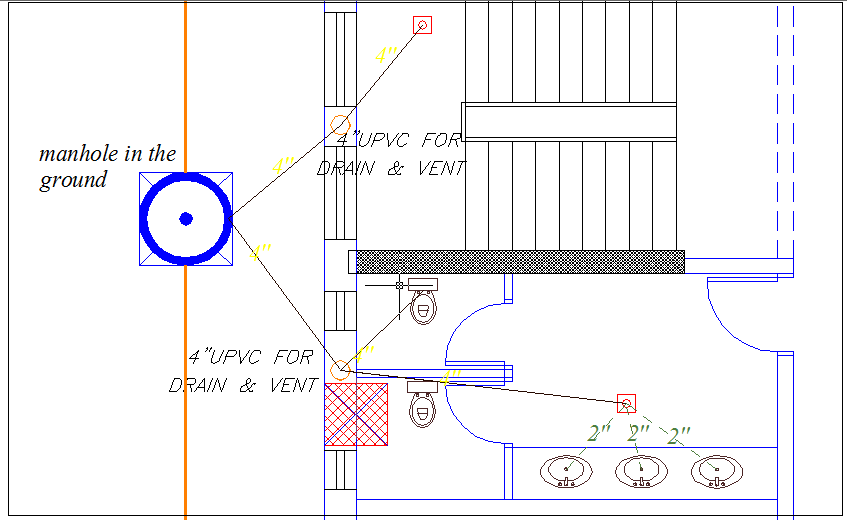 4"
4"UPVC FOR
DRAIN & VENT
manhole in the
ground
4"
4"
4"UPVC FOR
DRAIN & VENT
4"
4"
2" 2" 2"